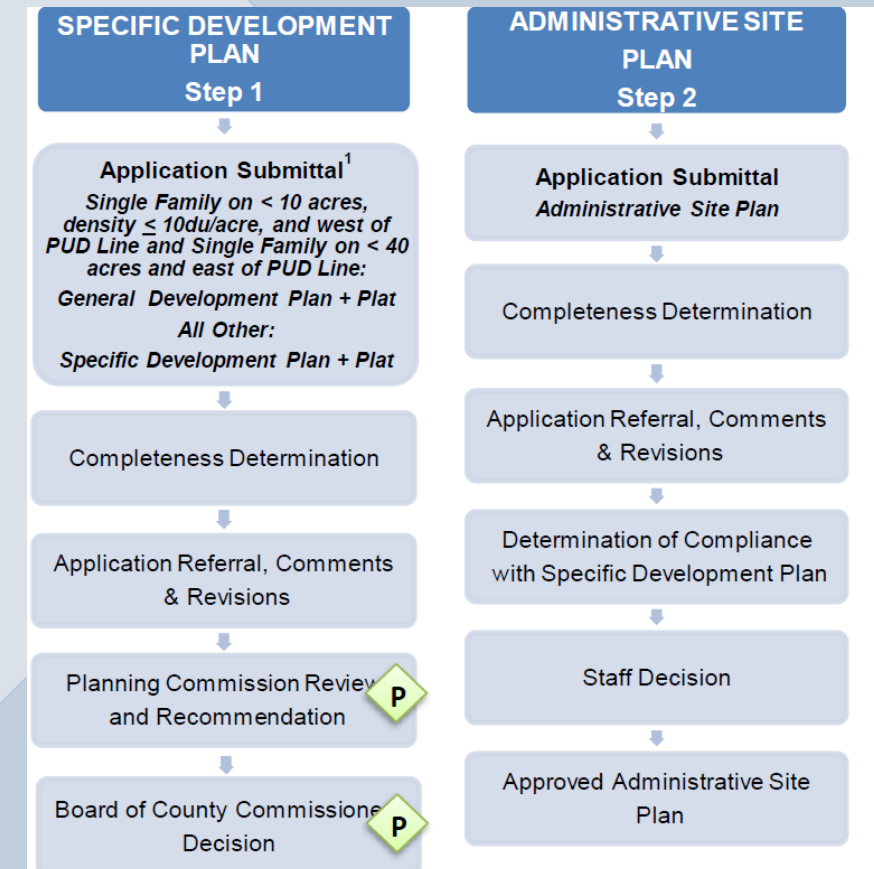 SPECIFIC DEVELOPMENT
PLAN
Step 1
Application Submittal1
Single Family on < 10 acres,
density ≤ 10du/acre, and west of
PUD Line and Single Family on < 40
acres and east of PUD Line:
General Development Plan + Plat
All Other:
Specific Development Plan + Plat
Completeness Determination
Application Referral, Comments
& Revisions
Planning Commission Review
and Recommendation
P
Board of County Commissione
Decision
P
ADMINISTRATIVE SITE
PLAN
Step 2
Application Submittal
Administrative Site Plan
Completeness Determination
Application Referral, Comments
& Revisions
Determination of Compliance
with Specific Development Plan
Staff Decision
Approved Administrative Site
Plan